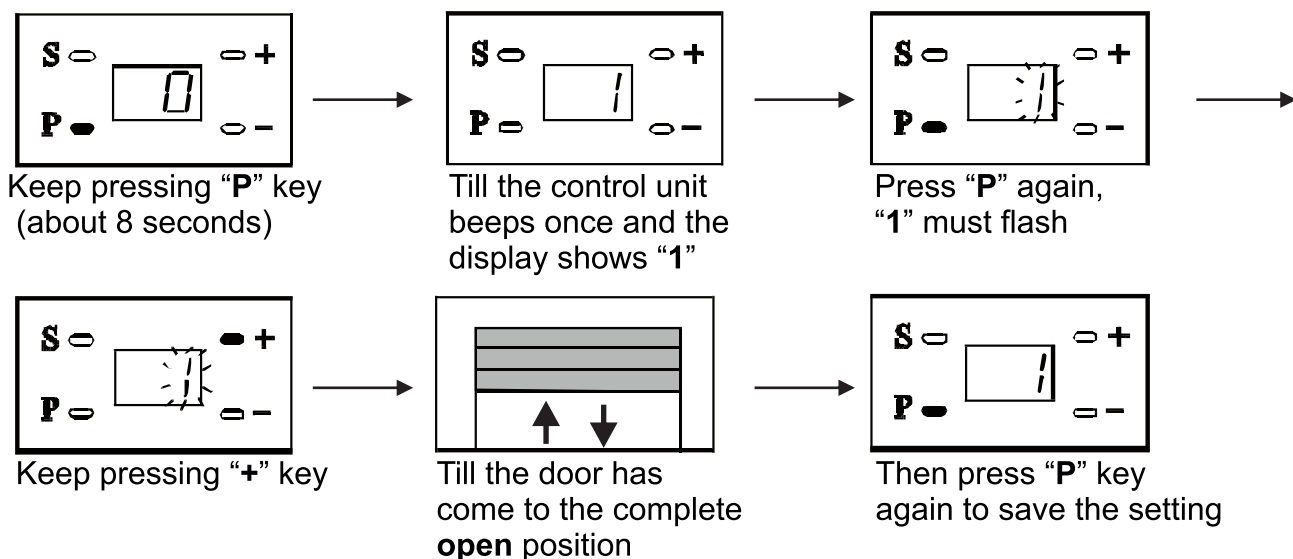 S +
0
P −
Keep pressing “P” key
(about 8 seconds)
S +
1
P −
Till the control unit
beeps once and the
display shows “1”
S +
1
P −
Press “P” again,
“1” must flash
S +
1
P −
Keep pressing “+” key
Till the door has
come to the complete
open position
S +
1
P −
Then press “P” key
again to save the setting